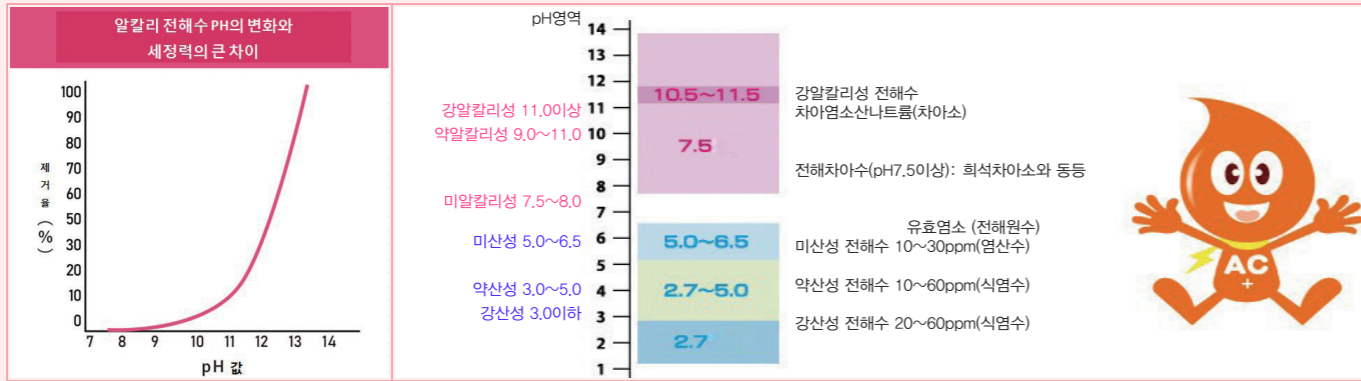 알칼리 전해수 PH의 변화와
세정력의 큰 차이
제거율 (%)
100
90
80
70
60
50
30
20
10
0
7 8 9 10 11 12 13 14
pH 값
pH영역
14
13
12
11
10
9
8
7
6
5
4
3
2
1
강알칼리성 11.0이상
약알칼리성 9.0~11.0
미알칼리성 7.5~8.0
미산성 5.0~6.5
약산성 3.0~5.0
강산성 3.0이하
10.5~11.5
7.5
5.0~6.5
2.7~5.0
2.7
강알칼리성 전해수
차아염소산나트륨(차아소)
전해차아수(pH7.5이상): 희석차아소와 동등
유효염소 (전해원수)
미산성 전해수 10~30ppm(염산수)
약산성 전해수 10~60ppm(식염수)
강산성 전해수 20~60ppm(식염수)
AC
+